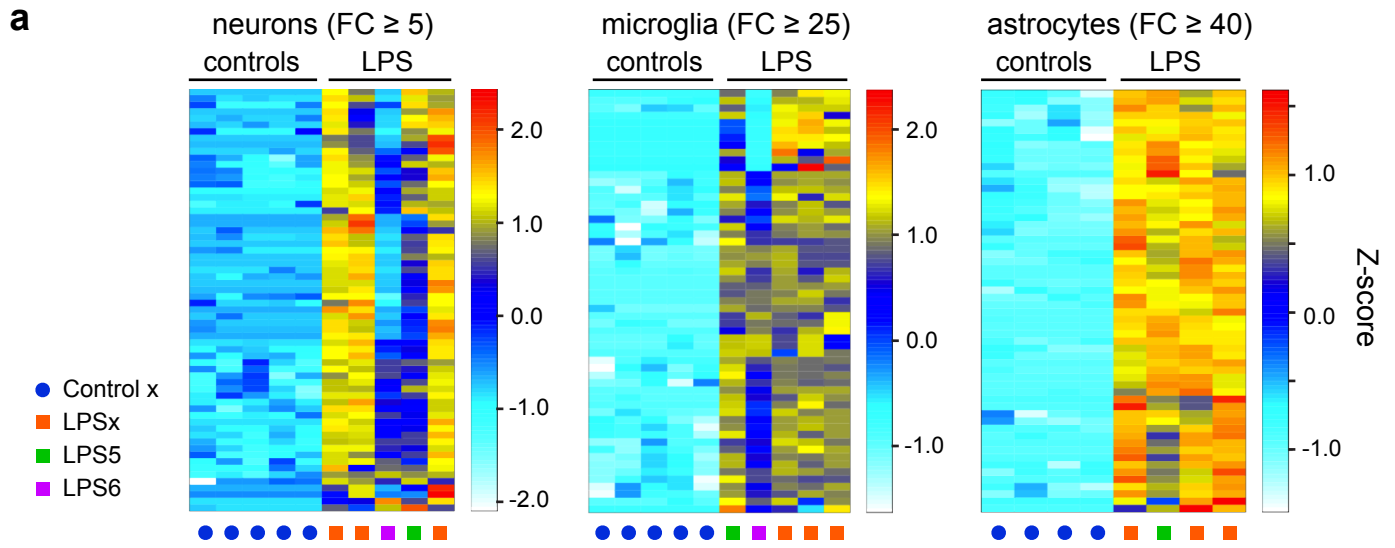 a
neurons (FC ≥ 5)
controls LPS
2.0
1.0
0.0
-1.0
-2.0
microglia (FC ≥ 25)
controls LPS
2.0
1.0
0.0
-1.0
astrocytes (FC ≥ 40)
controls LPS
1.0
0.0
-1.0
Z-score
Control x
LPSx
LPS5
LPS6